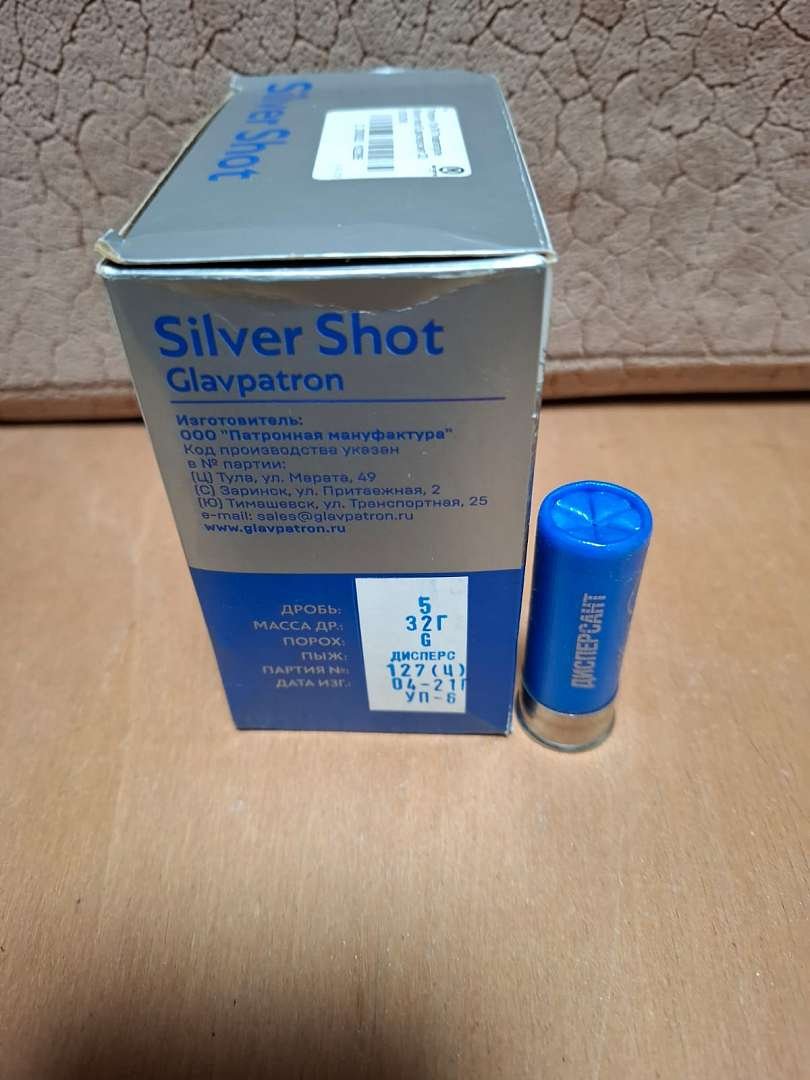 Silver Shot
Silver Shot
Glavpatron
Изготовитель:
ООО "Патронная мануфактура"
Код производства указан
в № партии:
(Ц) Тула, ул. Марата, 49
(С) Заринск, ул. Притаежная, 2
(Ю) Тимашевск, ул. Транспортная, 25
e-mail: sales@glavpatron.ru
www.glavpatron.ru
ДРОБЬ: 5
МАССА ДР.: 32Г
ПОРОХ: G
ПЫЖ: ДИСПЕРС
ПАРТИЯ №: 127(Ц)
ДАТА ИЗГ.: 04-21Г
УП-6
ДИСПЕРСАНТ